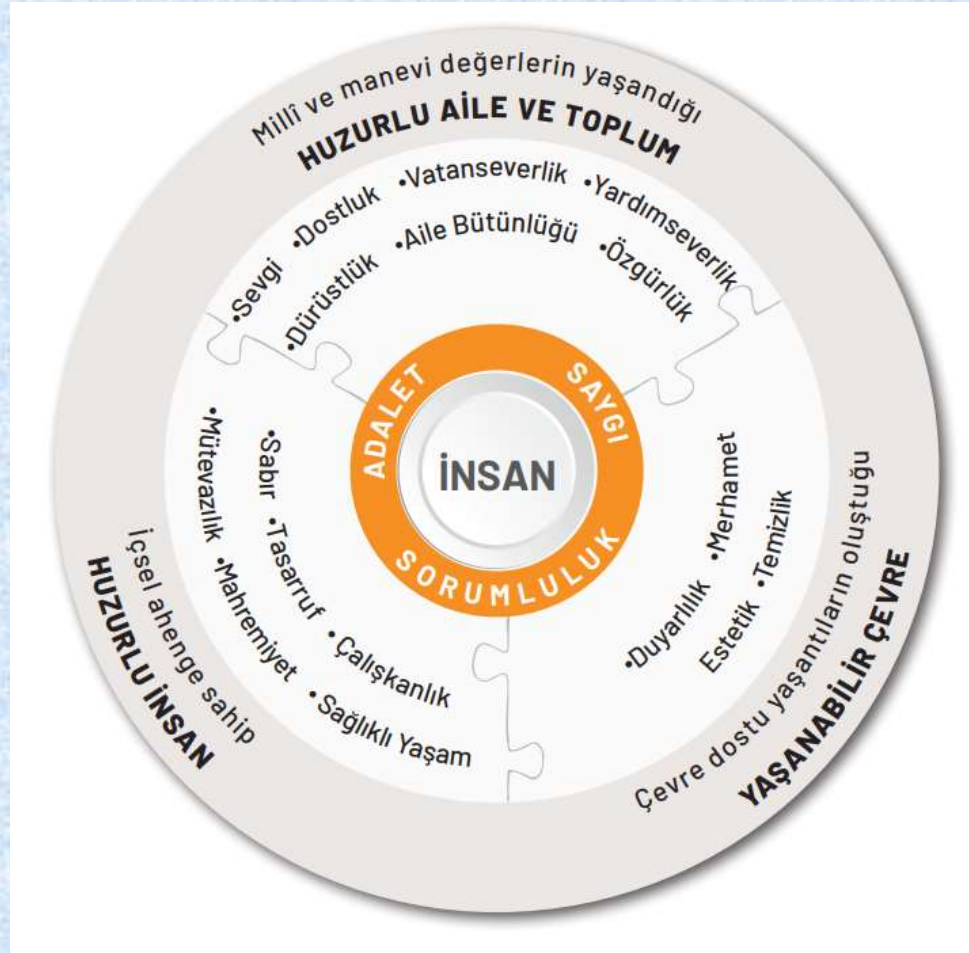 Millî ve manevi değerlerin yaşandığı
HUZURLU AİLE VE TOPLUM
•Sevgi •Dostluk •Vatanseverlik •Yardımseverlik
•Dürüstlük •Aile Bütünlüğü •Özgürlük
ADALET
SAYGI
SORUMLULUK
İNSAN
•Merhamet
•Duyarlılık
•Temizlik
Estetik
Çevre dostu yaşantıların oluştuğu
YAŞANABİLİR ÇEVRE
•Sabır •Tasarruf •Çalışkanlık
•Mütevazılık •Mahremiyet •Sağlıklı Yaşam
İçsel ahenge sahip
HUZURLU İNSAN